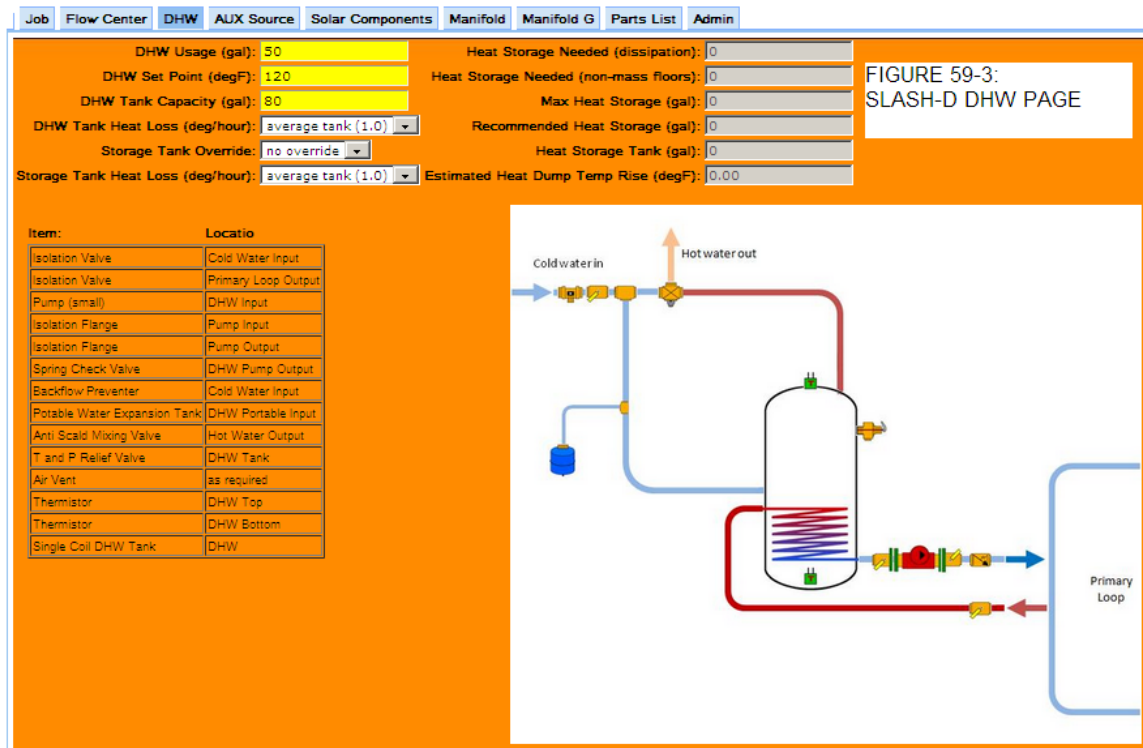 Job Flow Center DHW AUX Source Solar Components Manifold Manifold G Parts List Admin
DHW Usage (gal): 50 Heat Storage Needed (dissipation): 0
DHW Set Point (degF): 120 Heat Storage Needed (non-mass floors): 0
DHW Tank Capacity (gal): 80 Max Heat Storage (gal): 0
DHW Tank Heat Loss (deg/hour): average tank (1.0) Recommended Heat Storage (gal): 0
Storage Tank Override: no override Heat Storage Tank (gal): 0
Storage Tank Heat Loss (deg/hour): average tank (1.0) Estimated Heat Dump Temp Rise (degF): 0.00
FIGURE 59-3:
SLASH-D DHW PAGE
Item: Locatio
Isolation Valve Cold Water Input
Isolation Valve Primary Loop Output
Pump (small) DHW Input
Isolation Flange Pump Input
Isolation Flange Pump Output
Spring Check Valve DHW Pump Output
Backflow Preventer Cold Water Input
Potable Water Expansion Tank DHW Portable Input
Anti Scald Mixing Valve Hot Water Output
T and P Relief Valve DHW Tank
Air Vent as required
Thermistor DHW Top
Thermistor DHW Bottom
Single Coil DHW Tank DHW
Cold water in
Hot water out
Primary
Loop